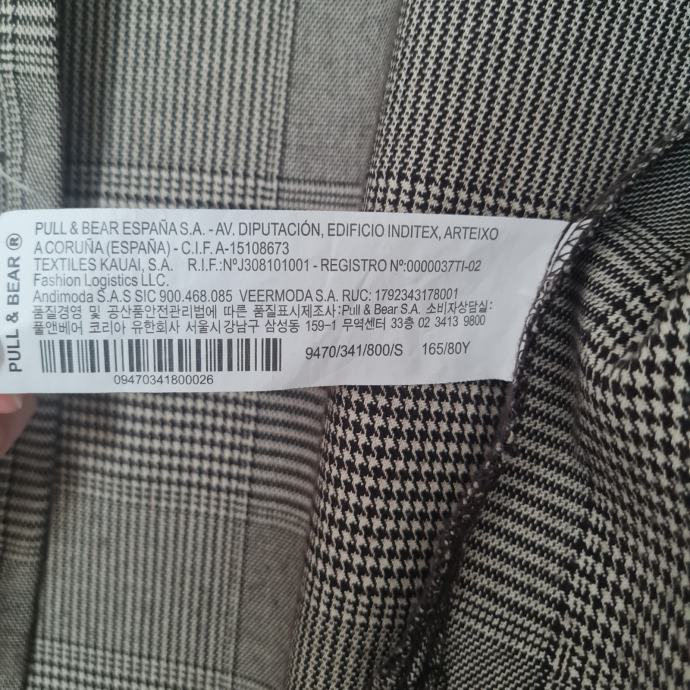 PULL & BEAR ®
PULL & BEAR ESPAÑA S.A. - AV. DIPUTACIÓN, EDIFICIO INDITEX, ARTEIXO
A CORUÑA (ESPAÑA) - C.I.F. A-15108673
TEXTILES KAUAI, S.A. R.I.F.:NºJ308101001 - REGISTRO Nº:0000037TI-02
Fashion Logistics LLC.
Andimoda S.A.S SIC 900.468.085 VEERMODA S.A. RUC: 1792343178001
품질경영 및 공산품안전관리법에 따른 품질표시제조사:Pull & Bear S.A. 소비자상담실:
풀앤베어 코리아 유한회사 서울시강남구 삼성동 159-1 무역센터 33층 02 3413 9800
9470/341/800/S 165/80Y
09470341800026